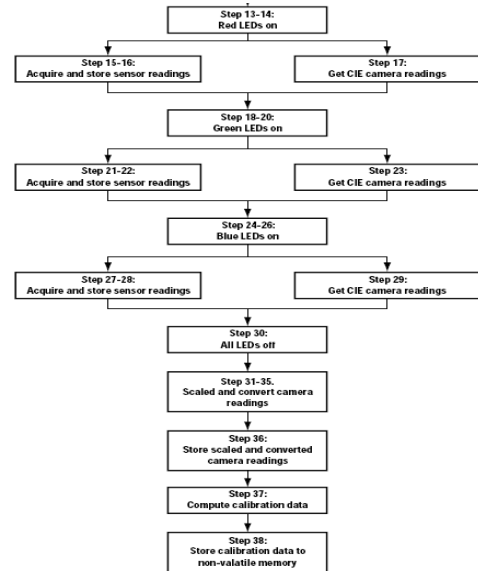 Step 13-14:
Red LEDs on
Step 15-16:
Acquire and store sensor readings
Step 17:
Get CIE camera readings
Step 18-20:
Green LEDs on
Step 21-22:
Acquire and store sensor readings
Step 23:
Get CIE camera readings
Step 24-26:
Blue LEDs on
Step 27-28:
Acquire and store sensor readings
Step 29:
Get CIE camera readings
Step 30:
All LEDs off
Step 31-35.
Scaled and convert camera
readings
Step 36:
Store scaled and converted
camera readings
Step 37:
Compute calibration data
Step 38:
Store calibration data to
non-valatile memory